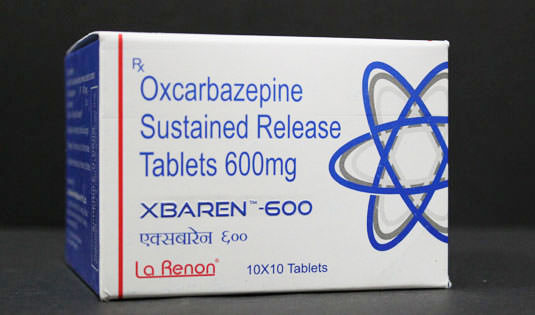 Rx
Oxcarbazepine
Sustained Release
Tablets 600mg
XBAREN™-600
एक्सबारेन ६००
La Renon®
10X10 Tablets